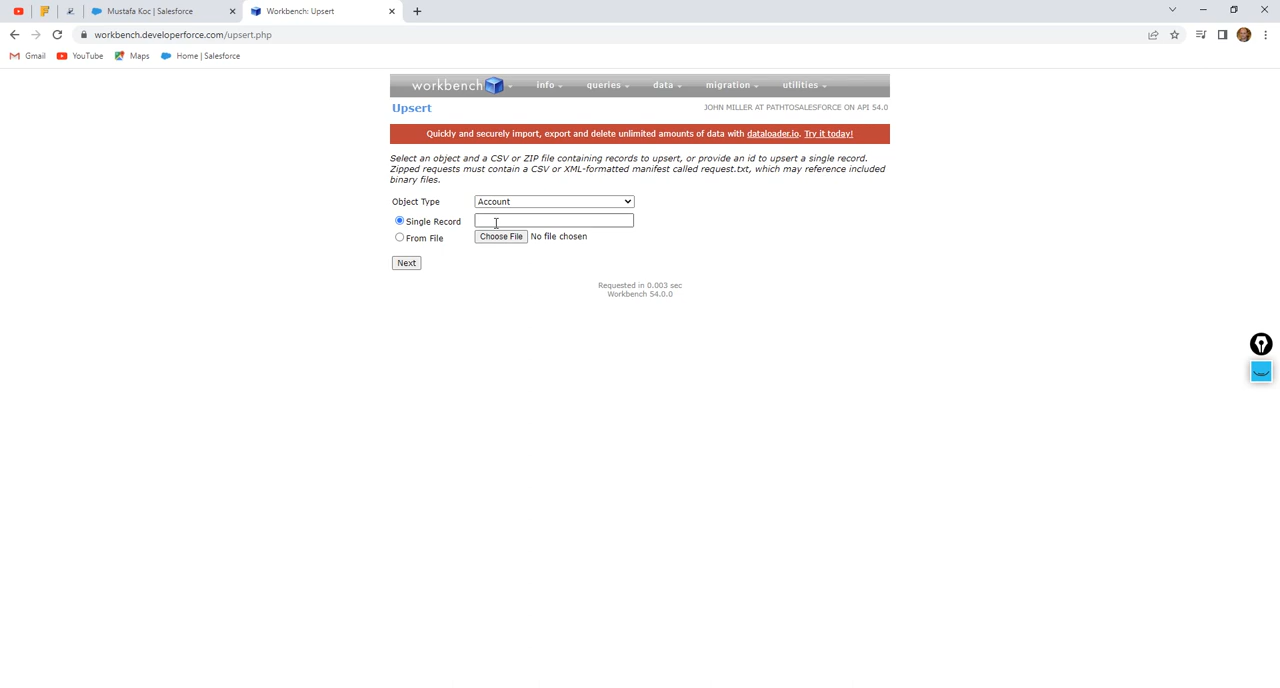 Mustafa Koc | Salesforce
Workbench: Upsert
workbench.developerforce.com/upsert.php
Gmail YouTube Maps Home | Salesforce
workbench info queries data migration utilities
Upsert
JOHN MILLER AT PATHTOSALESFORCE ON API 54.0
Quickly and securely import, export and delete unlimited amounts of data with dataloader.io. Try it today!
Select an object and a CSV or ZIP file containing records to upsert, or provide an id to upsert a single record.
Zipped requests must contain a CSV or XML-formatted manifest called request.txt, which may reference included
binary files.
Object Type Account
Single Record
From File Choose File No file chosen
Next
Requested in 0.003 sec
Workbench 54.0.0